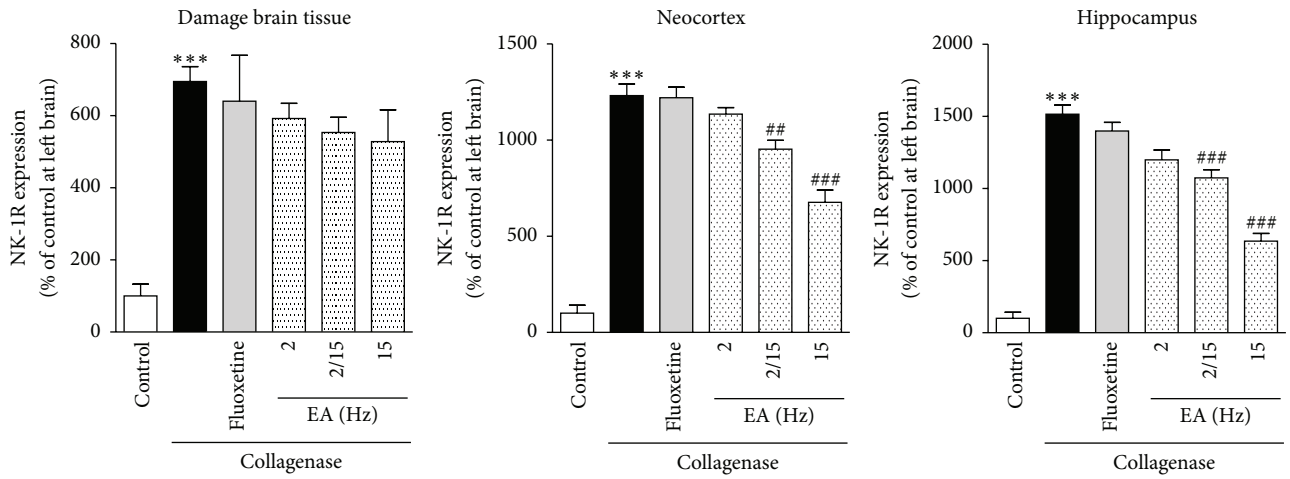 Damage brain tissue
NK-1R expression
(% of control at left brain)
800
600
400
200
0
***
Control
Fluoxetine
2
2/15
15
EA (Hz)
Collagenase
Neocortex
NK-1R expression
(% of control at left brain)
1500
1000
500
0
***
##
###
Control
Fluoxetine
2
2/15
15
EA (Hz)
Collagenase
Hippocampus
NK-1R expression
(% of control at left brain)
2000
1500
1000
500
0
***
###
###
Control
Fluoxetine
2
2/15
15
EA (Hz)
Collagenase